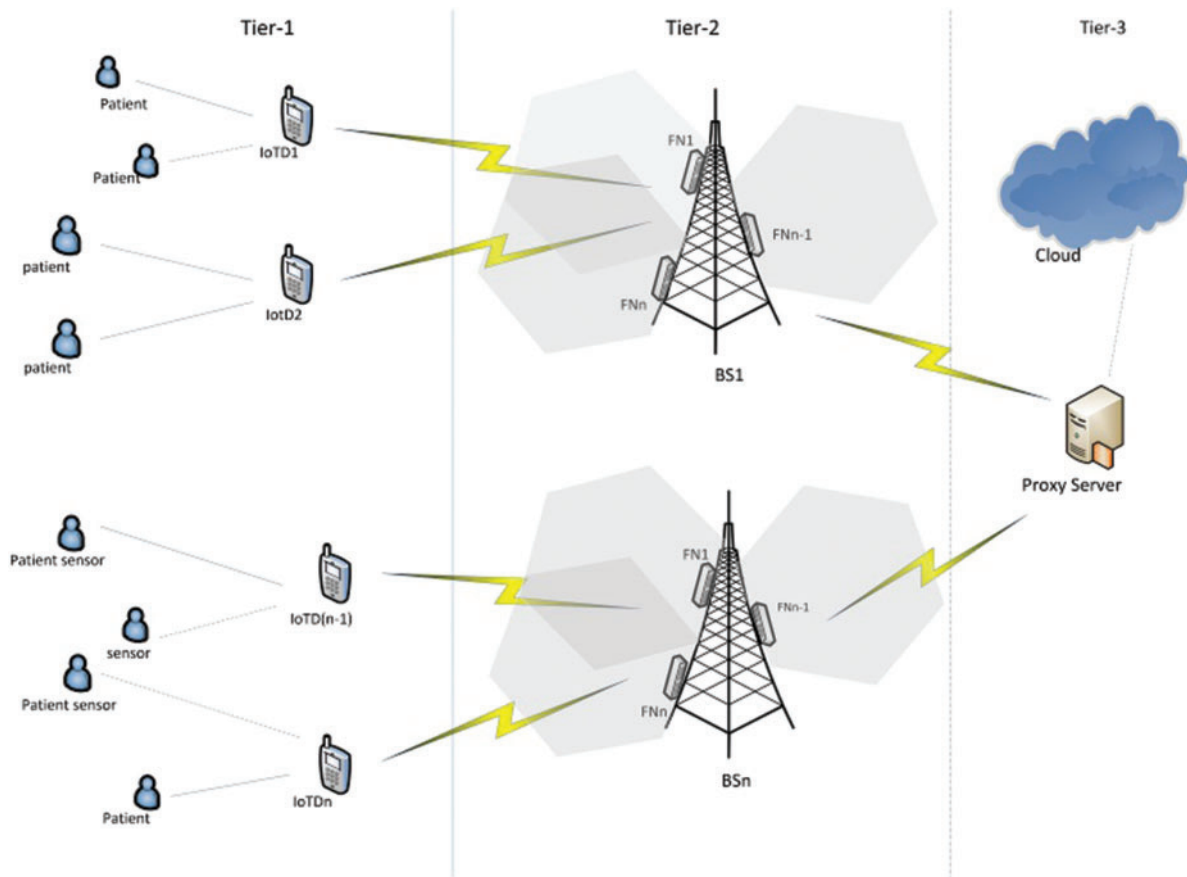 Tier-1
Tier-2
Tier-3
Patient
IoTD1
Patient
patient
IotD2
patient
FN1
FNn-1
FNn
BS1
Cloud
Proxy Server
Patient sensor
IoTD(n-1)
sensor
Patient sensor
IoTDn
Patient
FN1
FNn-1
FNn
BSn